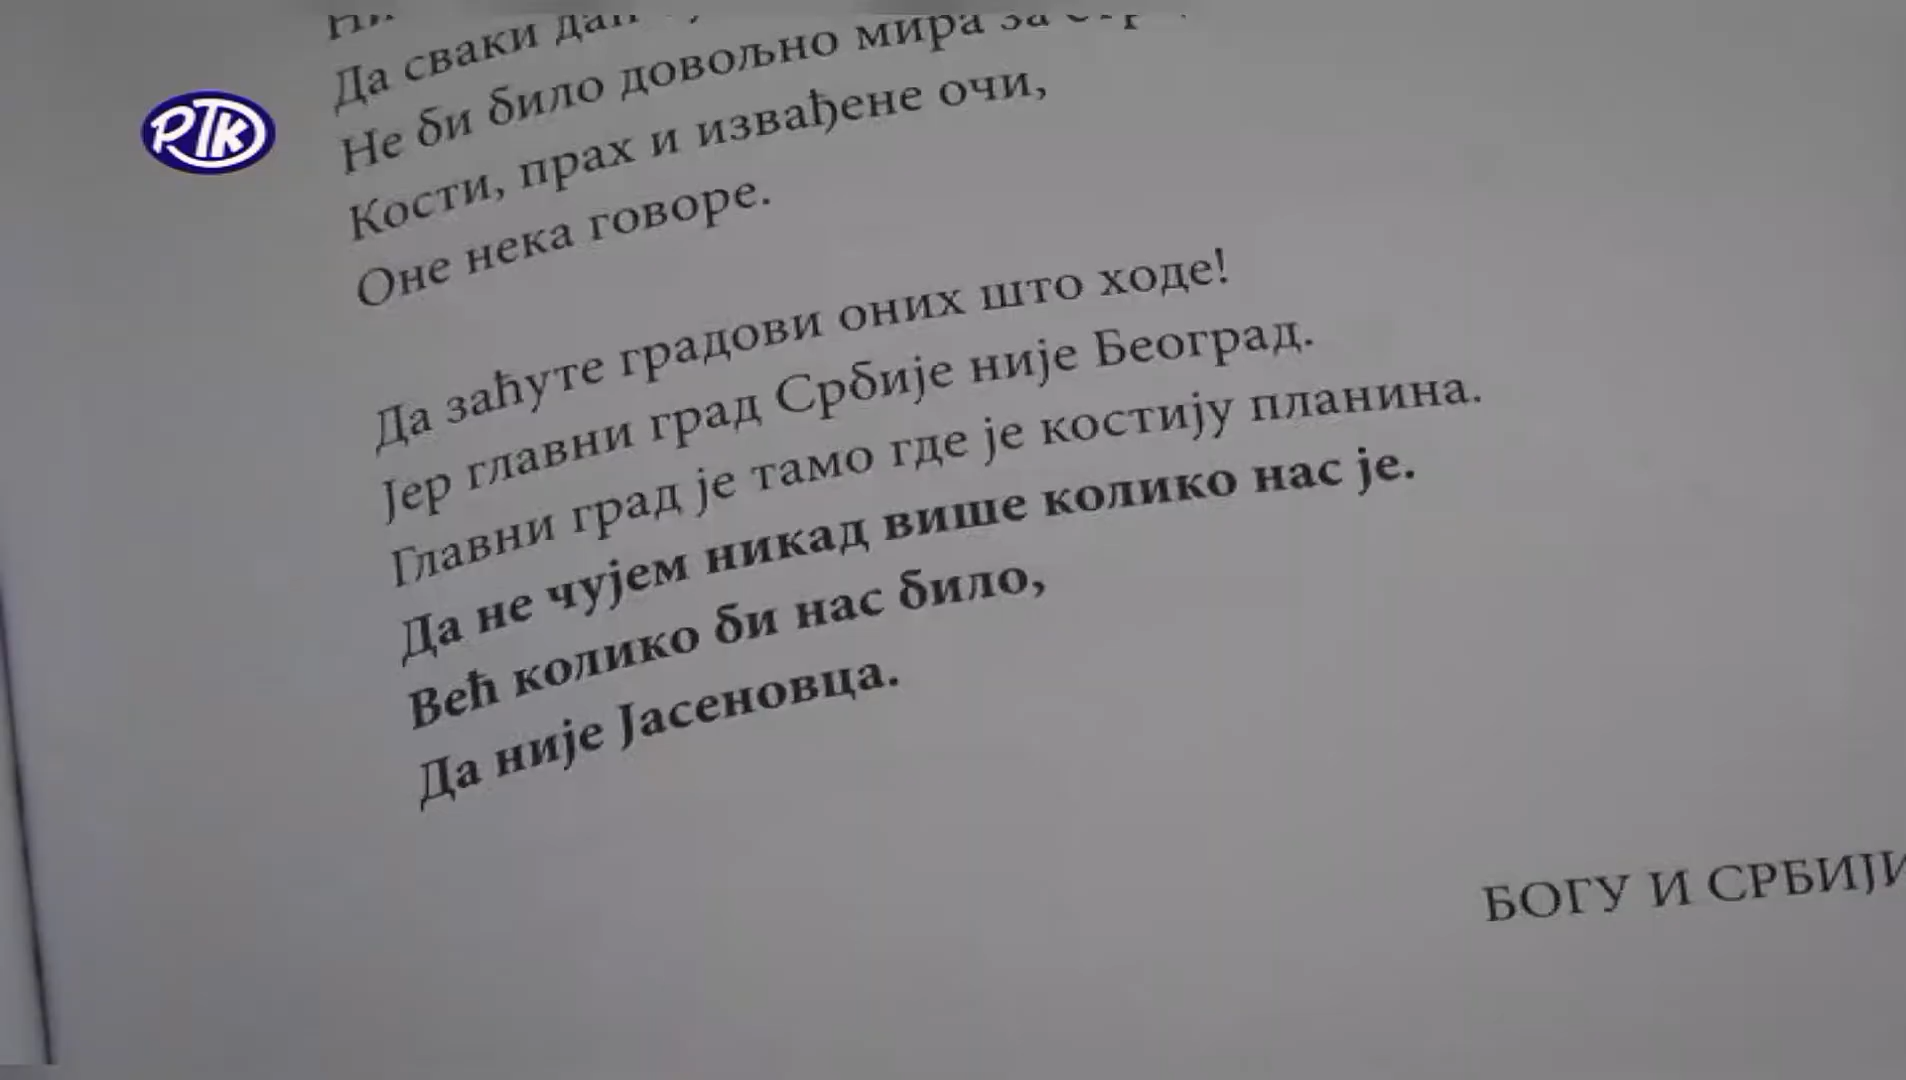 РТК
Да сваки дан
Не би било довољно мира за
Кости, прах и извађене очи,
Оне нека говоре.
Да заћуте градови оних што ходе!
Јер главни град Србије није Београд.
Главни град је тамо где је костију планина.
Да не чујем никад више колико нас је.
Већ колико би нас било,
Да није Јасеновца.
БОГУ И СРБИЈИ